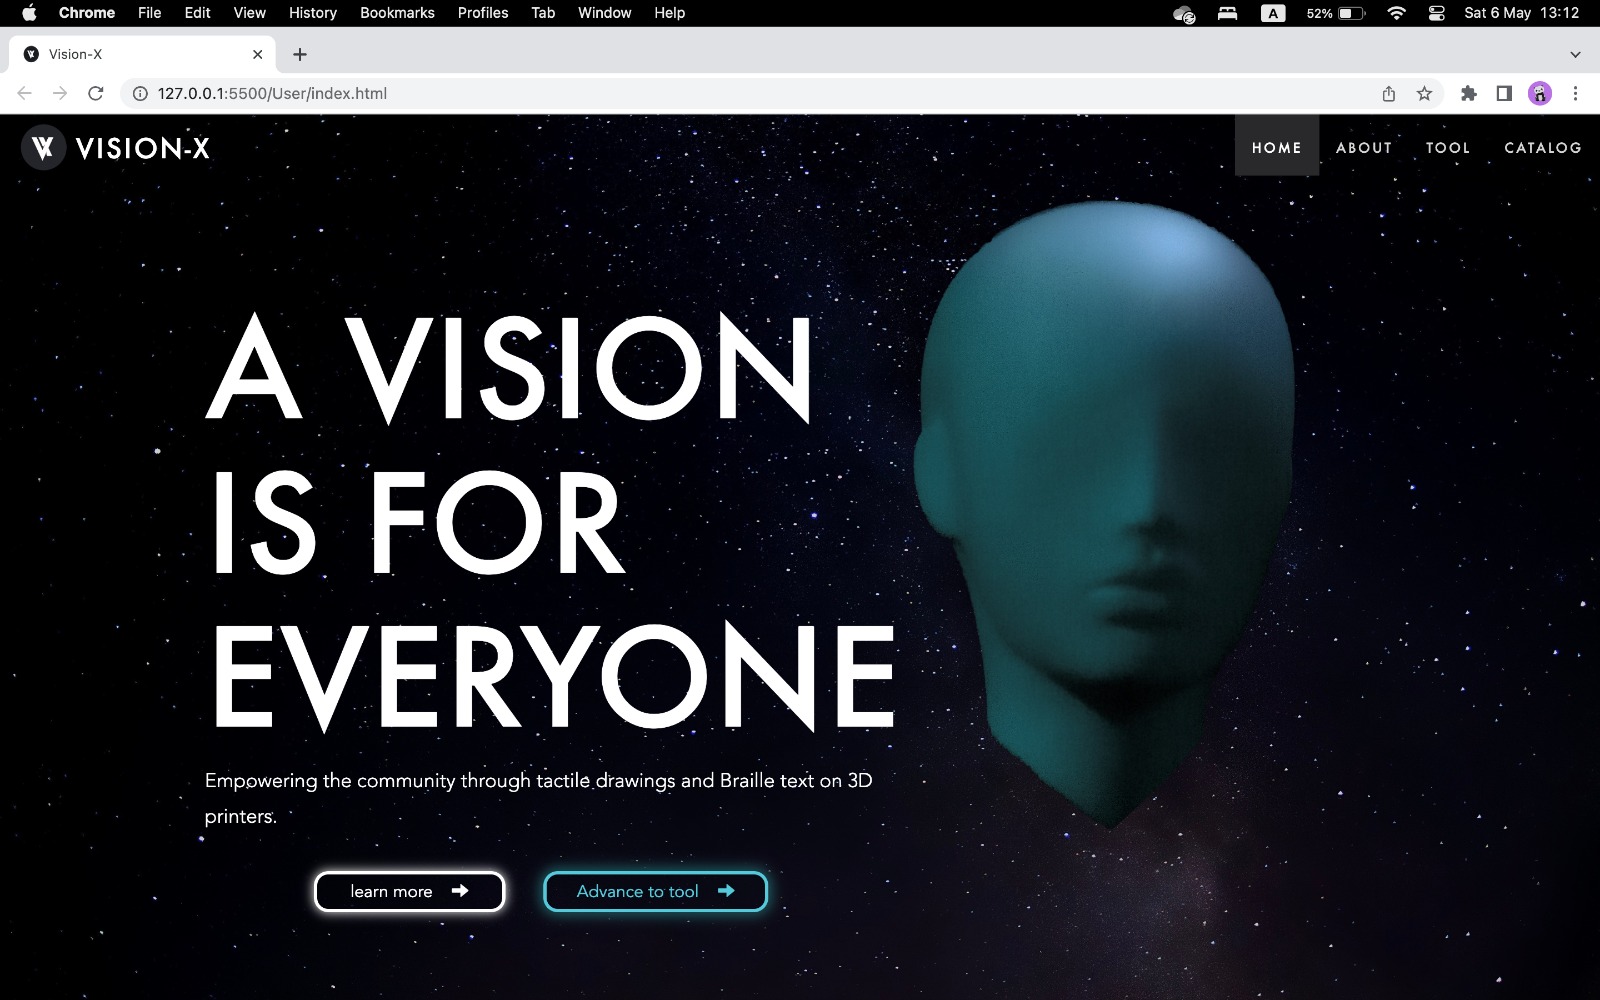 Chrome File Edit View History Bookmarks Profiles Tab Window Help A 52% Sat 6 May 13:12
Vision-X
127.0.0.1:5500/User/index.html
VISION-X HOME ABOUT TOOL CATALOG
A VISION
IS FOR
EVERYONE
Empowering the community through tactile drawings and Braille text on 3D
printers.
learn more Advance to tool